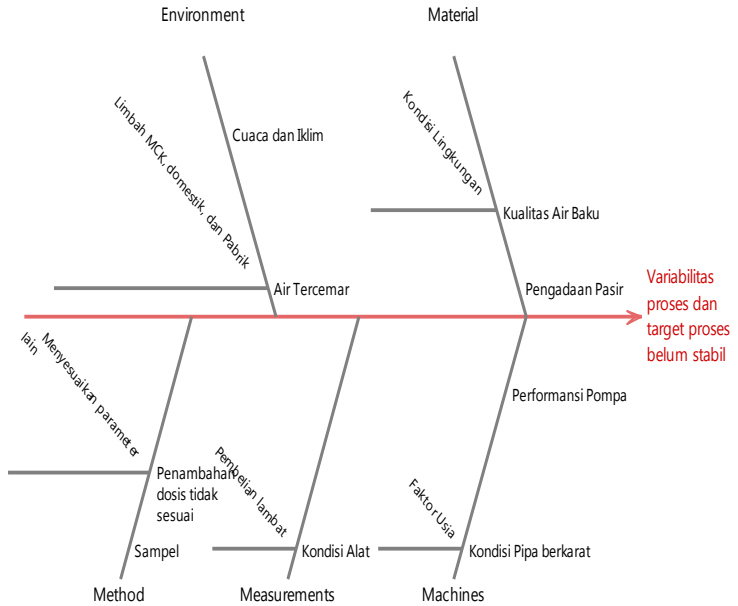 Environment
Material
Limbah MCK, domestik, dan Pabrik
Cuaca dan Iklim
Air Tercemar
Kondisi Lingkungan
Kualitas Air Baku
Pengadaan Pasir
Variabilitas
proses dan
target proses
belum stabil
Menyesuaikan parameter
lain
Penambahan
dosis tidak
sesuai
Sampel
Method
Pembelian lambat
Kondisi Alat
Measurements
Performansi Pompa
Faktor Usia
Kondisi Pipa berkarat
Machines